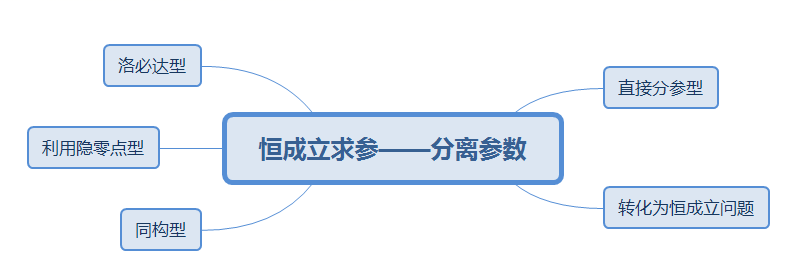 恒成立求参——分离参数
直接分参型
转化为恒成立问题
洛必达型
利用隐零点型
同构型